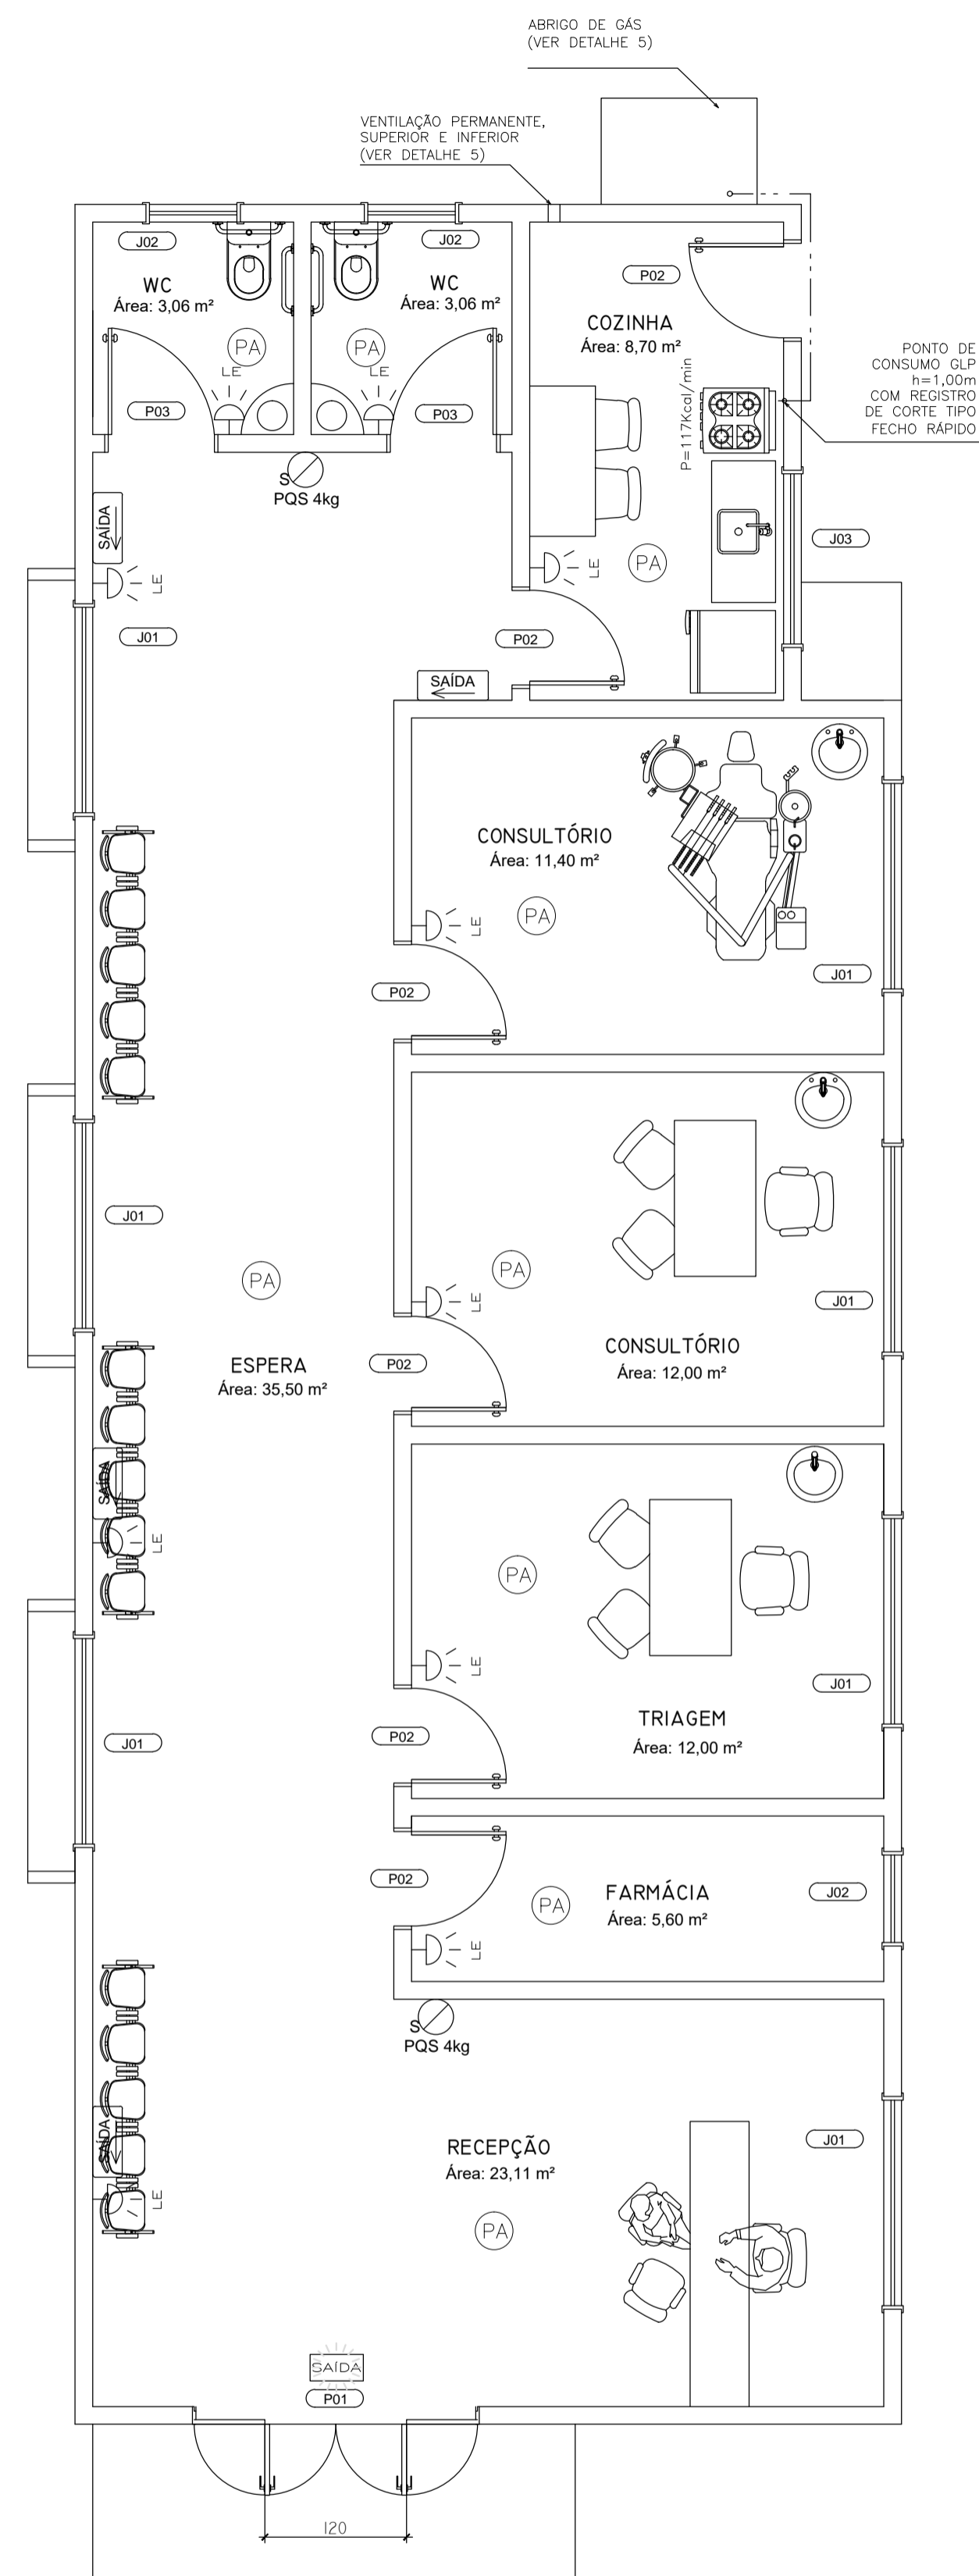 ABRIGO DE GÁS
(VER DETALHE 5)
VENTILAÇÃO PERMANENTE,
SUPERIOR E INFERIOR
(VER DETALHE 5)
J02
J02
P02
WC
Área: 3,06 m²
WC
Área: 3,06 m²
COZINHA
Área: 8,70 m²
PA
PA
LE
LE
PONTO DE
CONSUMO GLP
h=1,00m
COM REGISTRO
DE CORTE TIPO
FECHO RÁPIDO
P=117Kcal/min
P03
P03
S
PQS 4kg
SAÍDA
LE
J03
LE
PA
J01
P02
SAÍDA
CONSULTÓRIO
Área: 11,40 m²
PA
LE
J01
P02
J01
PA
PA
LE
J01
CONSULTÓRIO
Área: 12,00 m²
P02
ESPERA
Área: 35,50 m²
SAÍDA
LE
PA
LE
J01
TRIAGEM
Área: 12,00 m²
P02
J01
P02
PA
FARMÁCIA
Área: 5,60 m²
J02
LE
S
PQS 4kg
SAÍDA
LE
RECEPÇÃO
Área: 23,11 m²
J01
PA
SAÍDA
P01
120